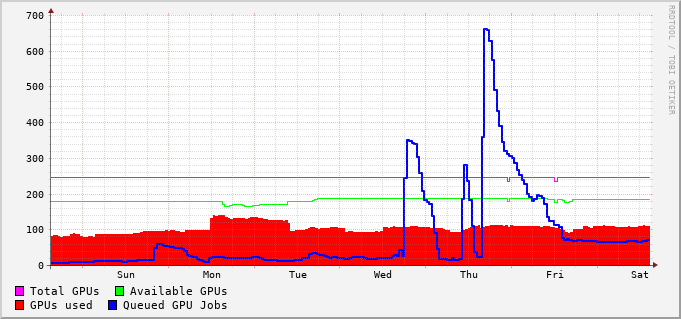 700
600
500
400
300
200
100
0
Sun Mon Tue Wed Thu Fri Sat
Total GPUs Available GPUs
GPUs used Queued GPU Jobs
RRDTOOL / TOBI OETIKER